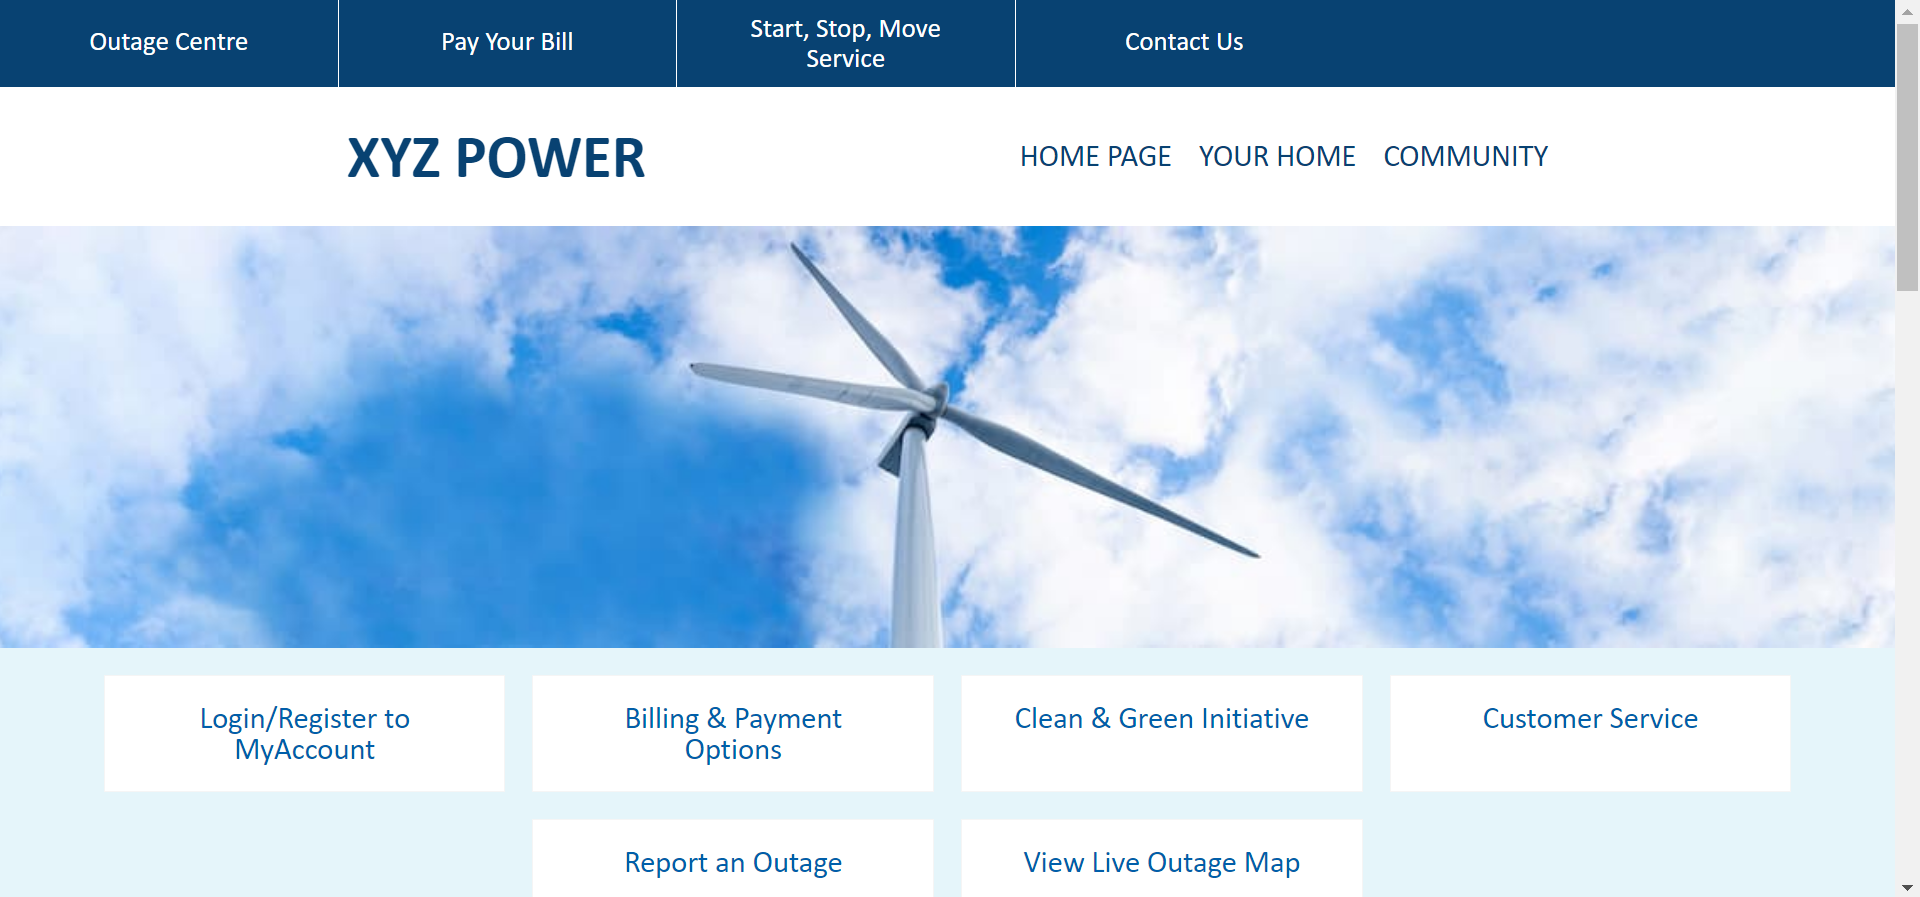 Outage Centre
Pay Your Bill
Start, Stop, Move
Service
Contact Us
XYZ POWER
HOME PAGE
YOUR HOME
COMMUNITY
Login/Register to
MyAccount
Billing & Payment
Options
Clean & Green Initiative
Customer Service
Report an Outage
View Live Outage Map